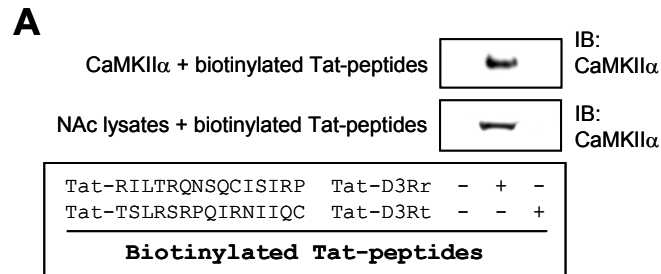 A
CaMKIIα + biotinylated Tat-peptides
IB:
CaMKIIα
NAc lysates + biotinylated Tat-peptides
IB:
CaMKIIα
Tat-RILTRQNSQCISIRP Tat-D3Rr - + -
Tat-TSLRSRPQIRNIIQC Tat-D3Rt - - +
Biotinylated Tat-peptides